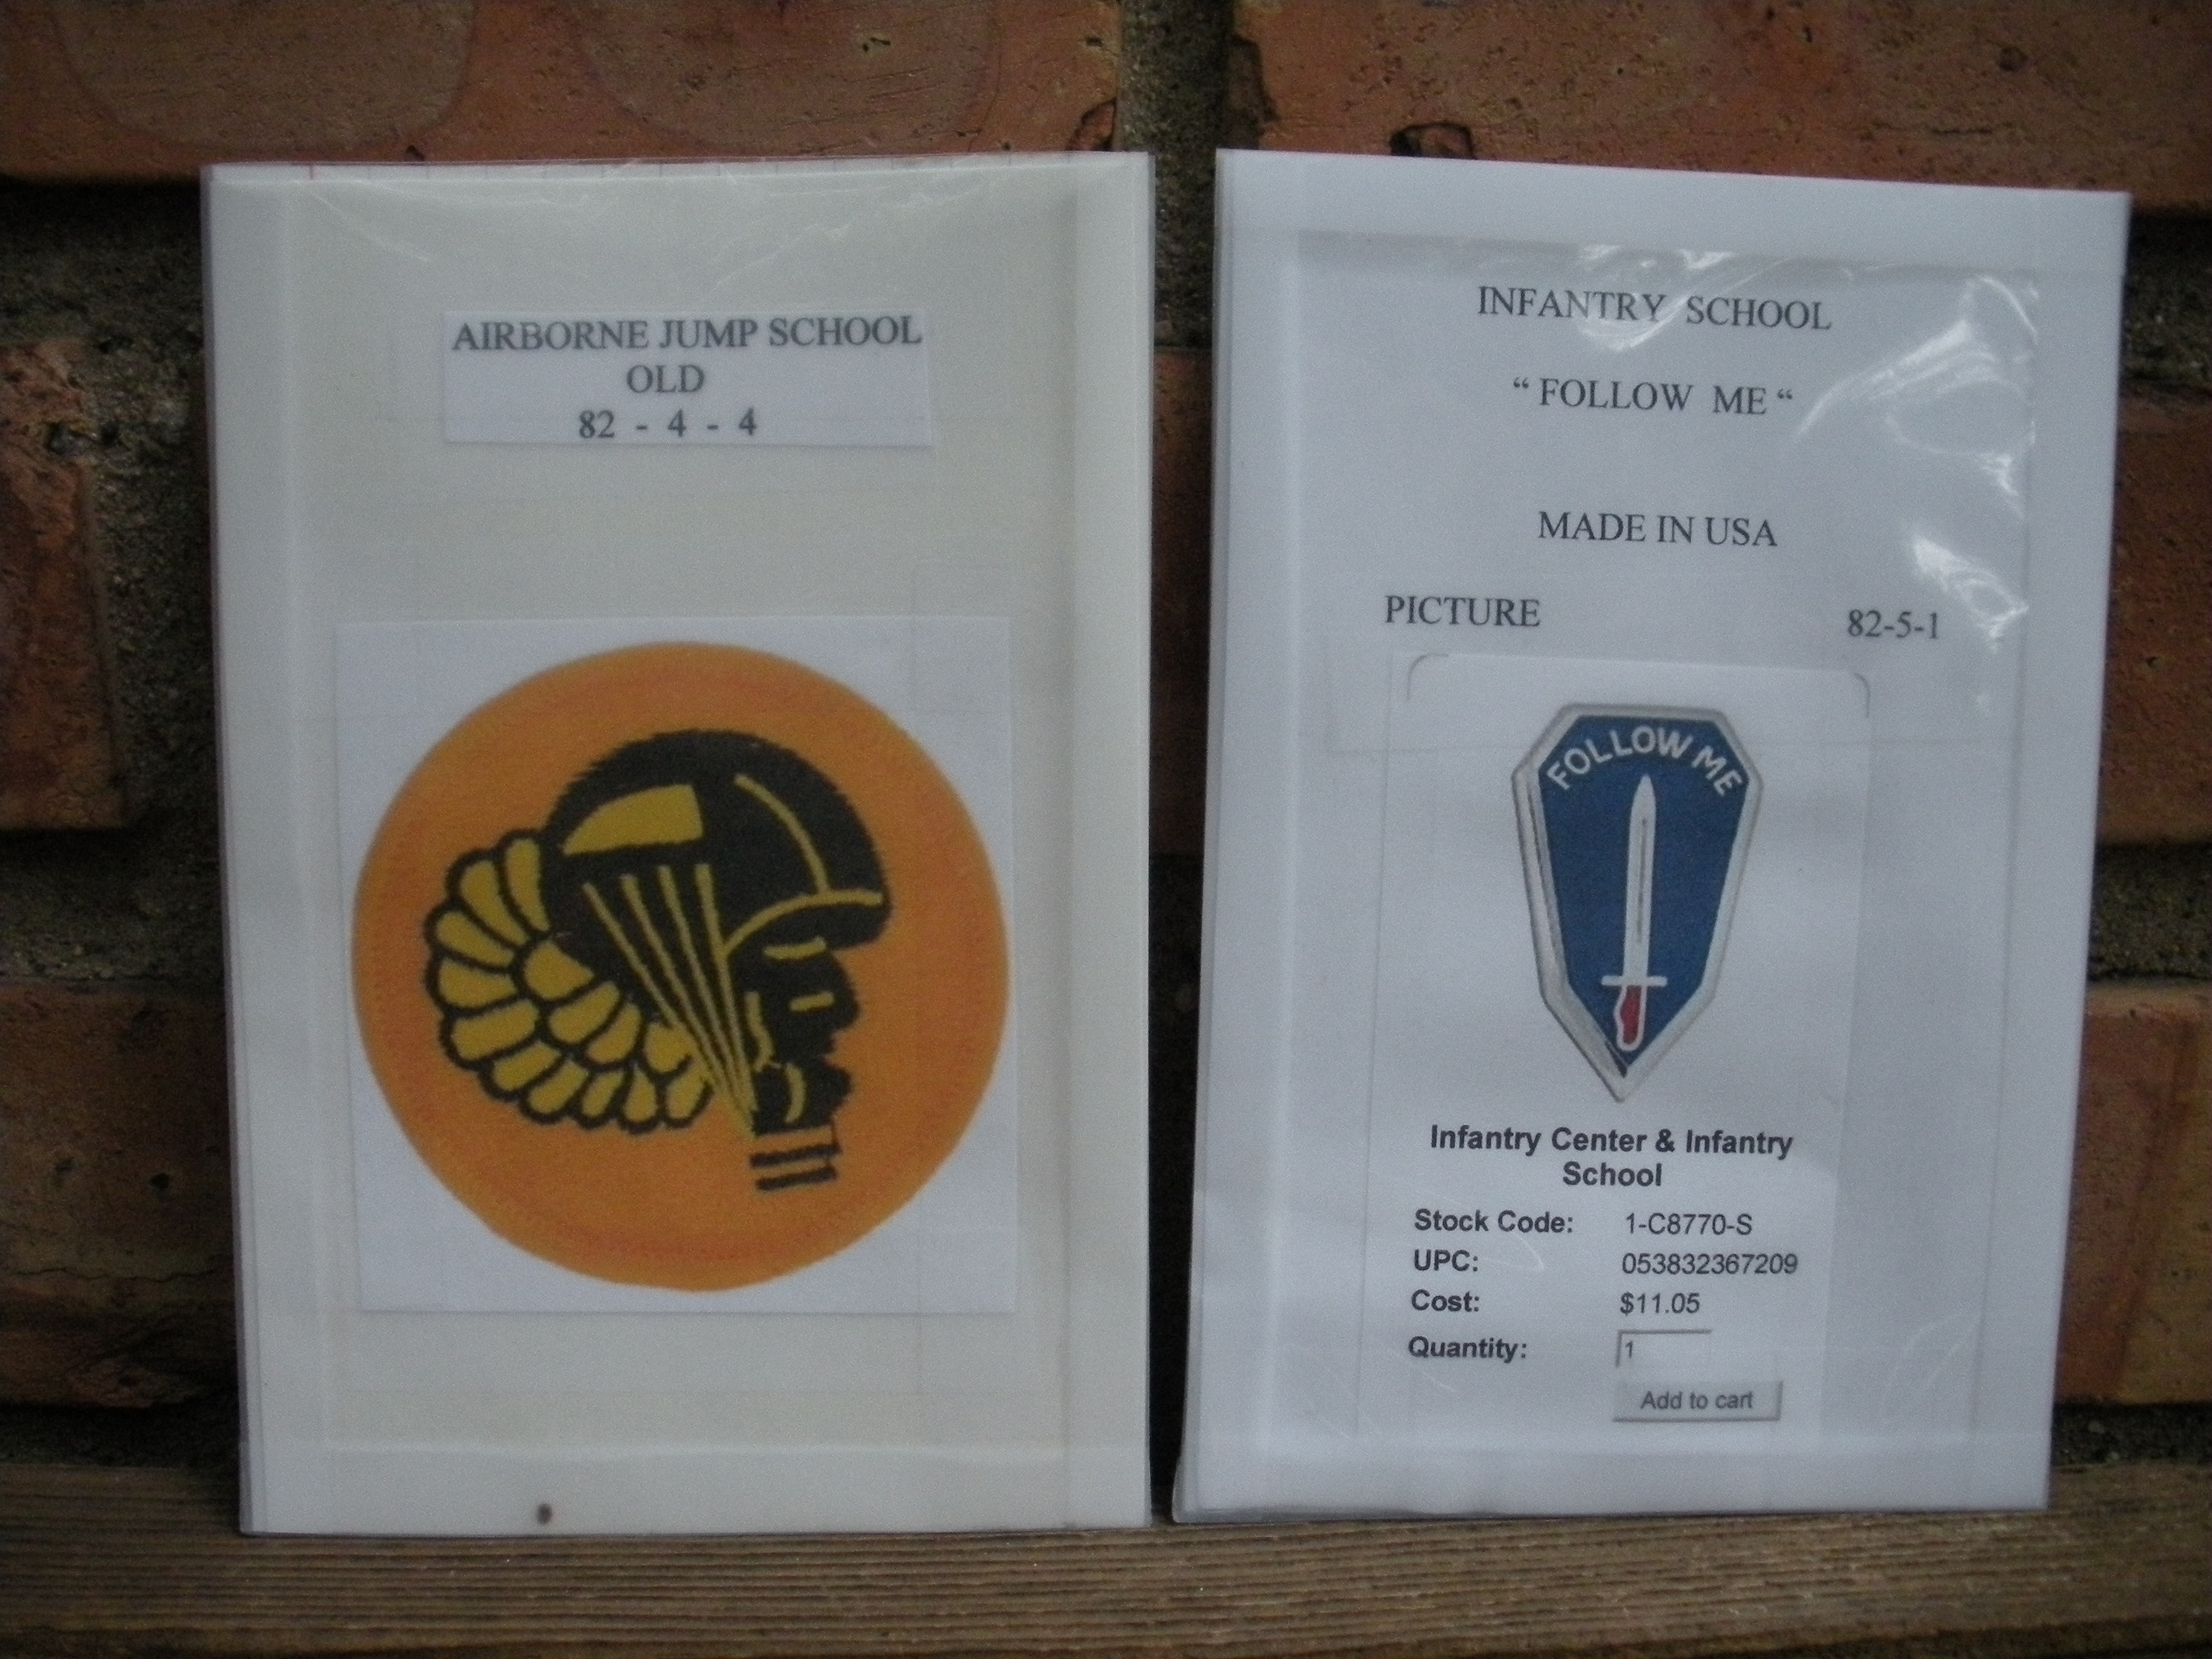 AIRBORNE JUMP SCHOOL
OLD
82 - 4 - 4
INFANTRY SCHOOL
“ FOLLOW ME “
MADE IN USA
PICTURE 82-5-1
FOLLOW ME
Infantry Center & Infantry
School
Stock Code: 1-C8770-S
UPC: 053832367209
Cost: $11.05
Quantity: 1
Add to cart